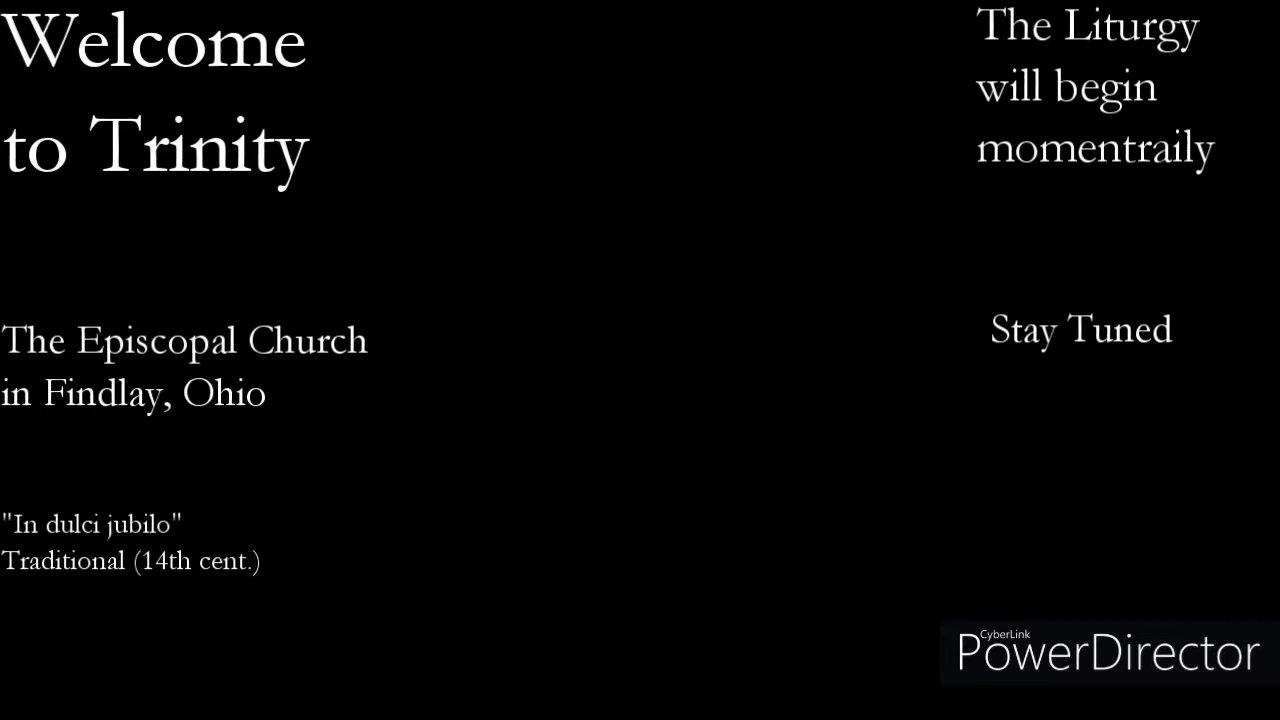 Welcome
to Trinity
The Episcopal Church
in Findlay, Ohio
"In dulci jubilo"
Traditional (14th cent.)
The Liturgy
will begin
momentraily
Stay Tuned
CyberLink
PowerDirector